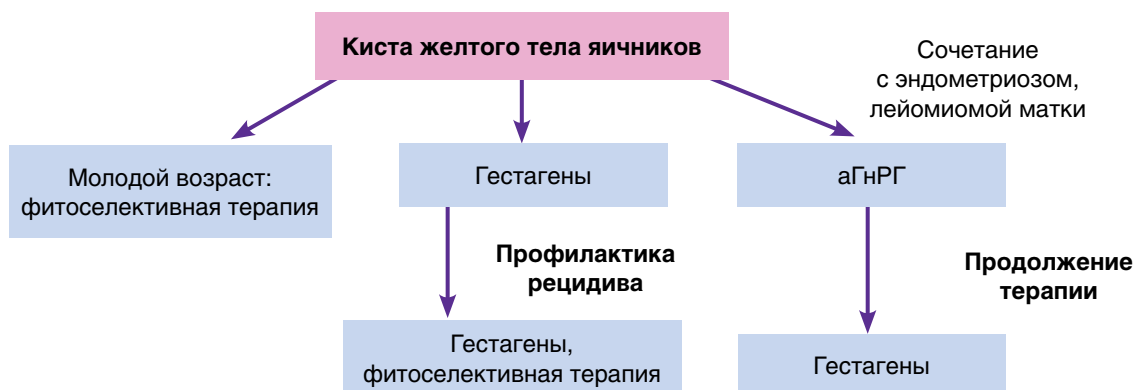 Киста желтого тела яичников
Сочетание
с эндометриозом,
лейомиомой матки
Молодой возраст:
фитоселективная терапия
Гестагены
аГнРГ
Профилактика
рецидива
Продолжение
терапии
Гестагены,
фитоселективная терапия
Гестагены